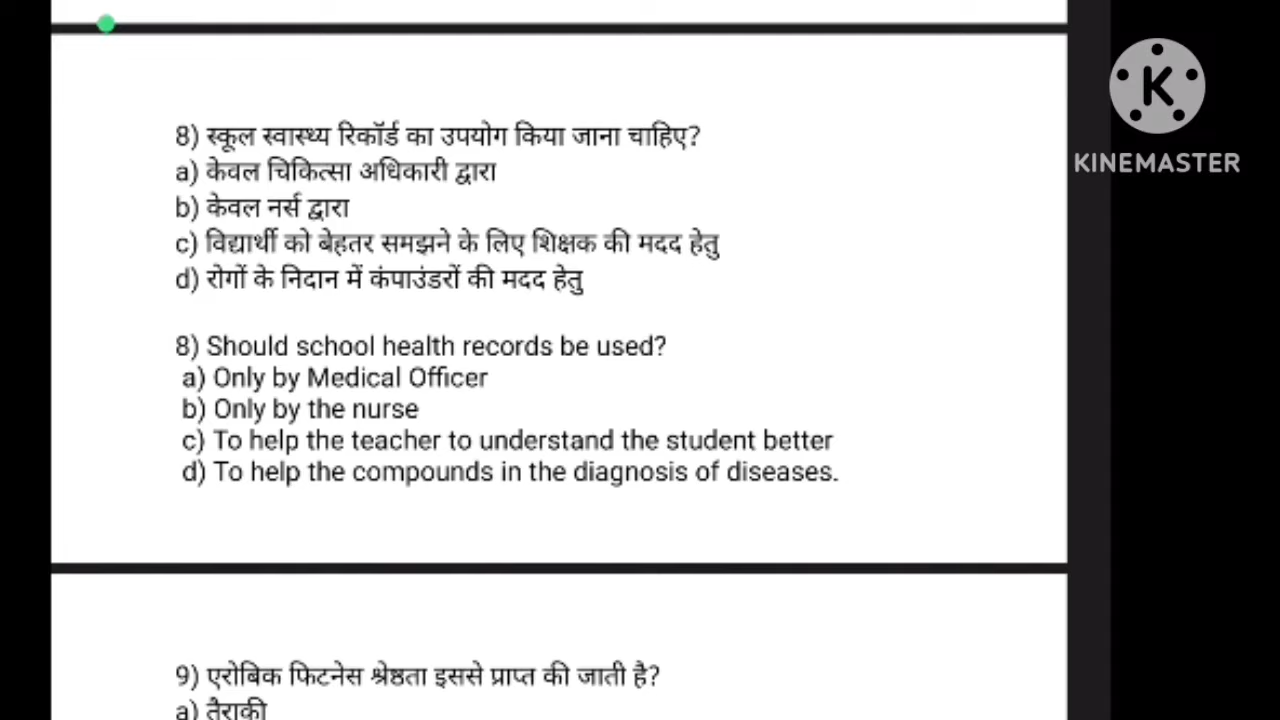 8) स्कूल स्वास्थ्य रिकॉर्ड का उपयोग किया जाना चाहिए?
a) केवल चिकित्सा अधिकारी द्वारा
b) केवल नर्स द्वारा
c) विद्यार्थी को बेहतर समझने के लिए शिक्षक की मदद हेतु
d) रोगों के निदान में कंपाउंडरों की मदद हेतु
8) Should school health records be used?
a) Only by Medical Officer
b) Only by the nurse
c) To help the teacher to understand the student better
d) To help the compounds in the diagnosis of diseases.
9) एरोबिक फिटनेस श्रेष्ठता इससे प्राप्त की जाती है?
a) तैराकी
K
KINEMASTER